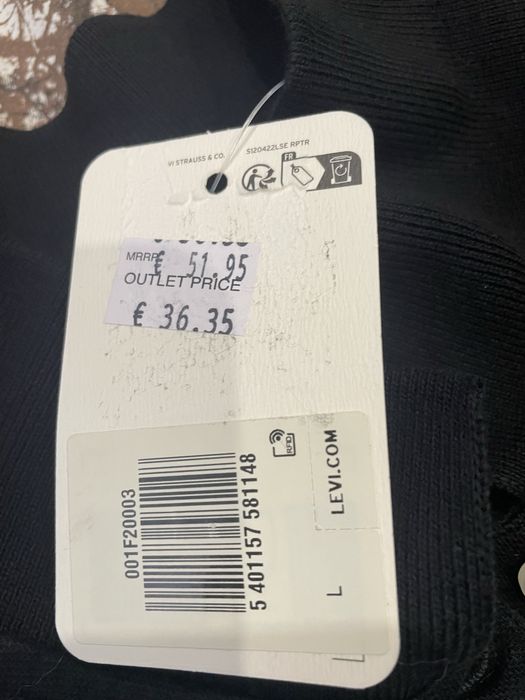 VI STRAUSS & CO.
S120422LSE RPTR
FR
MRRP € 51.95
OUTLET PRICE
€ 36.35
RFID
LEVI.COM
001F20003
5 401157 581148
L